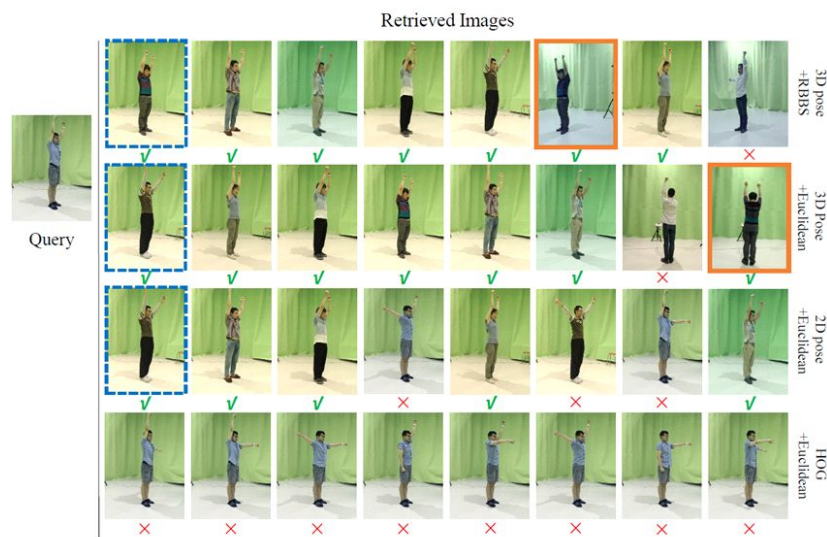 Retrieved Images
Query
3D pose
+RBBS
3D Pose
+Euclidean
2D pose
+Euclidean
HOG
+Euclidean